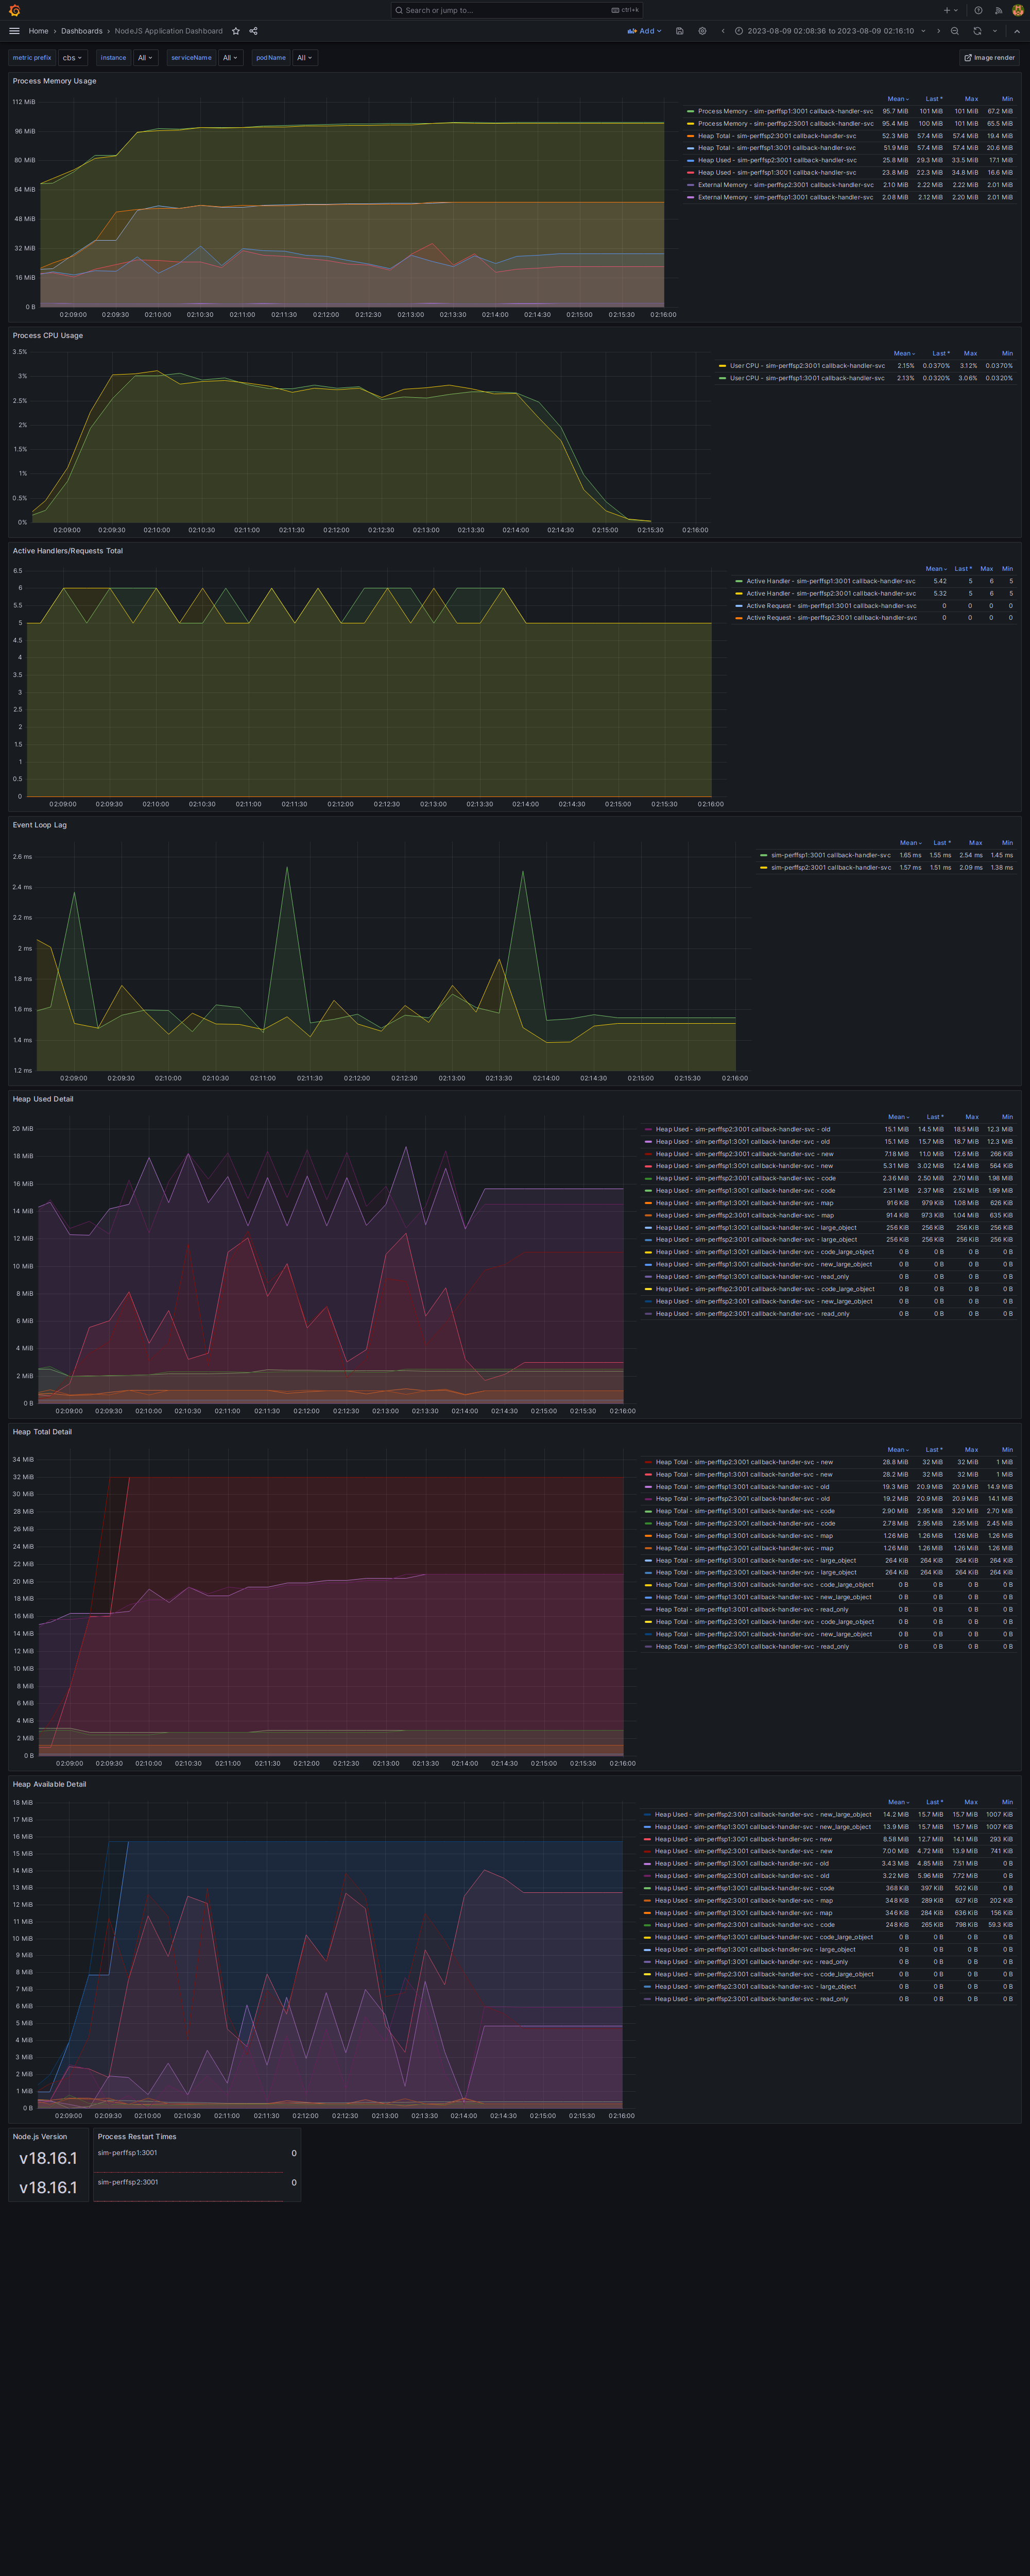 Search or jump to... ctrl+k
Home › Dashboards › NodeJS Application Dashboard Add 2023-08-09 02:08:36 to 2023-08-09 02:16:10
metric prefix cbs instance All serviceName All podName All Image render
Process Memory Usage
Mean Last * Max Min
Process Memory - sim-perffsp1:3001 callback-handler-svc 95.7 MiB 101 MiB 101 MiB 67.2 MiB
Process Memory - sim-perffsp2:3001 callback-handler-svc 95.4 MiB 100 MiB 101 MiB 65.5 MiB
Heap Total - sim-perffsp2:3001 callback-handler-svc 52.3 MiB 57.4 MiB 57.4 MiB 19.4 MiB
Heap Total - sim-perffsp1:3001 callback-handler-svc 51.9 MiB 57.4 MiB 57.4 MiB 20.6 MiB
Heap Used - sim-perffsp2:3001 callback-handler-svc 25.8 MiB 29.3 MiB 33.5 MiB 17.1 MiB
Heap Used - sim-perffsp1:3001 callback-handler-svc 23.8 MiB 22.3 MiB 34.8 MiB 16.6 MiB
External Memory - sim-perffsp2:3001 callback-handler-svc 2.10 MiB 2.22 MiB 2.22 MiB 2.01 MiB
External Memory - sim-perffsp1:3001 callback-handler-svc 2.08 MiB 2.12 MiB 2.20 MiB 2.01 MiB
112 MiB
96 MiB
80 MiB
64 MiB
48 MiB
32 MiB
16 MiB
0 B
02:09:00 02:09:30 02:10:00 02:10:30 02:11:00 02:11:30 02:12:00 02:12:30 02:13:00 02:13:30 02:14:00 02:14:30 02:15:00 02:15:30 02:16:00
Process CPU Usage
Mean Last * Max Min
User CPU - sim-perffsp2:3001 callback-handler-svc 2.15% 0.0370% 3.12% 0.0370%
User CPU - sim-perffsp1:3001 callback-handler-svc 2.13% 0.0320% 3.06% 0.0320%
3.5%
3%
2.5%
2%
1.5%
1%
0.5%
0%
02:09:00 02:09:30 02:10:00 02:10:30 02:11:00 02:11:30 02:12:00 02:12:30 02:13:00 02:13:30 02:14:00 02:14:30 02:15:00 02:15:30 02:16:00
Active Handlers/Requests Total
Mean Last * Max Min
Active Handler - sim-perffsp1:3001 callback-handler-svc 5.42 5 6 5
Active Handler - sim-perffsp2:3001 callback-handler-svc 5.32 5 6 5
Active Request - sim-perffsp1:3001 callback-handler-svc 0 0 0 0
Active Request - sim-perffsp2:3001 callback-handler-svc 0 0 0 0
6.5
6
5.5
5
4.5
4
3.5
3
2.5
2
1.5
1
0.5
0
02:09:00 02:09:30 02:10:00 02:10:30 02:11:00 02:11:30 02:12:00 02:12:30 02:13:00 02:13:30 02:14:00 02:14:30 02:15:00 02:15:30 02:16:00
Event Loop Lag
Mean Last * Max Min
sim-perffsp1:3001 callback-handler-svc 1.65 ms 1.55 ms 2.54 ms 1.45 ms
sim-perffsp2:3001 callback-handler-svc 1.57 ms 1.51 ms 2.09 ms 1.38 ms
2.6 ms
2.4 ms
2.2 ms
2 ms
1.8 ms
1.6 ms
1.4 ms
1.2 ms
02:09:00 02:09:30 02:10:00 02:10:30 02:11:00 02:11:30 02:12:00 02:12:30 02:13:00 02:13:30 02:14:00 02:14:30 02:15:00 02:15:30 02:16:00
Heap Used Detail
Mean Last * Max Min
Heap Used - sim-perffsp2:3001 callback-handler-svc - old 15.1 MiB 14.5 MiB 18.5 MiB 12.3 MiB
Heap Used - sim-perffsp1:3001 callback-handler-svc - old 15.1 MiB 15.7 MiB 18.7 MiB 12.3 MiB
Heap Used - sim-perffsp2:3001 callback-handler-svc - new 7.18 MiB 11.0 MiB 12.6 MiB 266 KiB
Heap Used - sim-perffsp1:3001 callback-handler-svc - new 5.31 MiB 3.02 MiB 12.4 MiB 564 KiB
Heap Used - sim-perffsp2:3001 callback-handler-svc - code 2.36 MiB 2.50 MiB 2.70 MiB 1.98 MiB
Heap Used - sim-perffsp1:3001 callback-handler-svc - code 2.31 MiB 2.37 MiB 2.52 MiB 1.99 MiB
Heap Used - sim-perffsp1:3001 callback-handler-svc - map 916 KiB 979 KiB 1.08 MiB 626 KiB
Heap Used - sim-perffsp2:3001 callback-handler-svc - map 914 KiB 973 KiB 1.04 MiB 635 KiB
Heap Used - sim-perffsp1:3001 callback-handler-svc - large_object 256 KiB 256 KiB 256 KiB 256 KiB
Heap Used - sim-perffsp2:3001 callback-handler-svc - large_object 256 KiB 256 KiB 256 KiB 256 KiB
Heap Used - sim-perffsp1:3001 callback-handler-svc - code_large_object 0 B 0 B 0 B 0 B
Heap Used - sim-perffsp1:3001 callback-handler-svc - new_large_object 0 B 0 B 0 B 0 B
Heap Used - sim-perffsp1:3001 callback-handler-svc - read_only 0 B 0 B 0 B 0 B
Heap Used - sim-perffsp2:3001 callback-handler-svc - code_large_object 0 B 0 B 0 B 0 B
Heap Used - sim-perffsp2:3001 callback-handler-svc - new_large_object 0 B 0 B 0 B 0 B
Heap Used - sim-perffsp2:3001 callback-handler-svc - read_only 0 B 0 B 0 B 0 B
20 MiB
18 MiB
16 MiB
14 MiB
12 MiB
10 MiB
8 MiB
6 MiB
4 MiB
2 MiB
0 B
02:09:00 02:09:30 02:10:00 02:10:30 02:11:00 02:11:30 02:12:00 02:12:30 02:13:00 02:13:30 02:14:00 02:14:30 02:15:00 02:15:30 02:16:00
Heap Total Detail
Mean Last * Max Min
Heap Total - sim-perffsp2:3001 callback-handler-svc - new 28.8 MiB 32 MiB 32 MiB 1 MiB
Heap Total - sim-perffsp1:3001 callback-handler-svc - new 28.2 MiB 32 MiB 32 MiB 1 MiB
Heap Total - sim-perffsp1:3001 callback-handler-svc - old 19.3 MiB 20.9 MiB 20.9 MiB 14.9 MiB
Heap Total - sim-perffsp2:3001 callback-handler-svc - old 19.2 MiB 20.9 MiB 20.9 MiB 14.1 MiB
Heap Total - sim-perffsp1:3001 callback-handler-svc - code 2.90 MiB 2.95 MiB 3.20 MiB 2.70 MiB
Heap Total - sim-perffsp2:3001 callback-handler-svc - code 2.78 MiB 2.95 MiB 2.95 MiB 2.45 MiB
Heap Total - sim-perffsp1:3001 callback-handler-svc - map 1.26 MiB 1.26 MiB 1.26 MiB 1.26 MiB
Heap Total - sim-perffsp2:3001 callback-handler-svc - map 1.26 MiB 1.26 MiB 1.26 MiB 1.26 MiB
Heap Total - sim-perffsp1:3001 callback-handler-svc - large_object 264 KiB 264 KiB 264 KiB 264 KiB
Heap Total - sim-perffsp2:3001 callback-handler-svc - large_object 264 KiB 264 KiB 264 KiB 264 KiB
Heap Total - sim-perffsp1:3001 callback-handler-svc - code_large_object 0 B 0 B 0 B 0 B
Heap Total - sim-perffsp1:3001 callback-handler-svc - new_large_object 0 B 0 B 0 B 0 B
Heap Total - sim-perffsp1:3001 callback-handler-svc - read_only 0 B 0 B 0 B 0 B
Heap Total - sim-perffsp2:3001 callback-handler-svc - code_large_object 0 B 0 B 0 B 0 B
Heap Total - sim-perffsp2:3001 callback-handler-svc - new_large_object 0 B 0 B 0 B 0 B
Heap Total - sim-perffsp2:3001 callback-handler-svc - read_only 0 B 0 B 0 B 0 B
34 MiB
32 MiB
30 MiB
28 MiB
26 MiB
24 MiB
22 MiB
20 MiB
18 MiB
16 MiB
14 MiB
12 MiB
10 MiB
8 MiB
6 MiB
4 MiB
2 MiB
0 B
02:09:00 02:09:30 02:10:00 02:10:30 02:11:00 02:11:30 02:12:00 02:12:30 02:13:00 02:13:30 02:14:00 02:14:30 02:15:00 02:15:30 02:16:00
Heap Available Detail
Mean Last * Max Min
Heap Used - sim-perffsp2:3001 callback-handler-svc - new_large_object 14.2 MiB 15.7 MiB 15.7 MiB 1007 KiB
Heap Used - sim-perffsp1:3001 callback-handler-svc - new_large_object 13.9 MiB 15.7 MiB 15.7 MiB 1007 KiB
Heap Used - sim-perffsp1:3001 callback-handler-svc - new 8.58 MiB 12.7 MiB 14.1 MiB 293 KiB
Heap Used - sim-perffsp2:3001 callback-handler-svc - new 7.00 MiB 4.72 MiB 13.9 MiB 741 KiB
Heap Used - sim-perffsp1:3001 callback-handler-svc - old 3.43 MiB 4.85 MiB 7.51 MiB 0 B
Heap Used - sim-perffsp2:3001 callback-handler-svc - old 3.22 MiB 5.96 MiB 7.72 MiB 0 B
Heap Used - sim-perffsp1:3001 callback-handler-svc - code 368 KiB 397 KiB 502 KiB 0 B
Heap Used - sim-perffsp2:3001 callback-handler-svc - map 348 KiB 289 KiB 627 KiB 202 KiB
Heap Used - sim-perffsp1:3001 callback-handler-svc - map 346 KiB 284 KiB 636 KiB 156 KiB
Heap Used - sim-perffsp2:3001 callback-handler-svc - code 248 KiB 265 KiB 798 KiB 59.3 KiB
Heap Used - sim-perffsp1:3001 callback-handler-svc - code_large_object 0 B 0 B 0 B 0 B
Heap Used - sim-perffsp1:3001 callback-handler-svc - large_object 0 B 0 B 0 B 0 B
Heap Used - sim-perffsp1:3001 callback-handler-svc - read_only 0 B 0 B 0 B 0 B
Heap Used - sim-perffsp2:3001 callback-handler-svc - code_large_object 0 B 0 B 0 B 0 B
Heap Used - sim-perffsp2:3001 callback-handler-svc - large_object 0 B 0 B 0 B 0 B
Heap Used - sim-perffsp2:3001 callback-handler-svc - read_only 0 B 0 B 0 B 0 B
18 MiB
17 MiB
16 MiB
15 MiB
14 MiB
13 MiB
12 MiB
11 MiB
10 MiB
9 MiB
8 MiB
7 MiB
6 MiB
5 MiB
4 MiB
3 MiB
2 MiB
1 MiB
0 B
02:09:00 02:09:30 02:10:00 02:10:30 02:11:00 02:11:30 02:12:00 02:12:30 02:13:00 02:13:30 02:14:00 02:14:30 02:15:00 02:15:30 02:16:00
Node.js Version
v18.16.1
v18.16.1
Process Restart Times
sim-perffsp1:3001 0
sim-perffsp2:3001 0